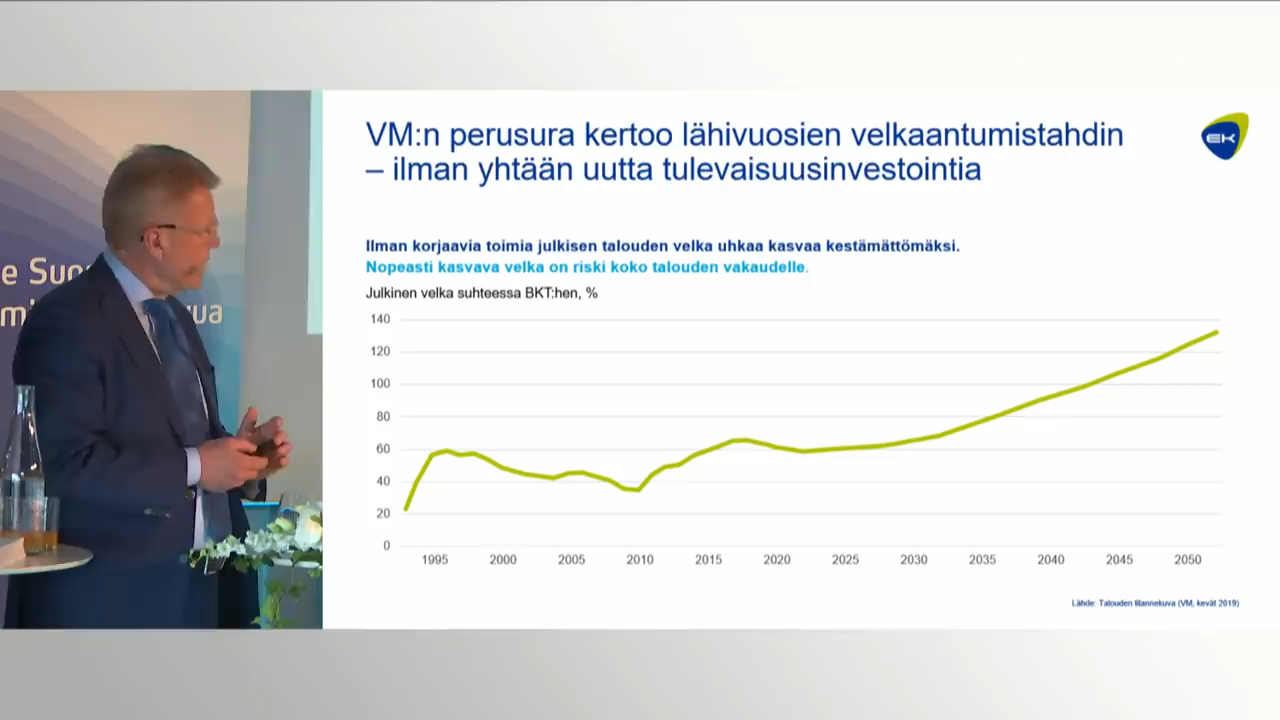 VM:n perusura kertoo lähivuosien velkaantumistahdin
– ilman yhtään uutta tulevaisuusinvestointia
EK
Ilman korjaavia toimia julkisen talouden velka uhkaa kasvaa kestämättömäksi.
Nopeasti kasvava velka on riski koko talouden vakaudelle.
Julkinen velka suhteessa BKT:hen, %
140
120
100
80
60
40
20
0
1995 2000 2005 2010 2015 2020 2025 2030 2035 2040 2045 2050
Lähde: Talouden tilannekuva (VM, kevät 2019)